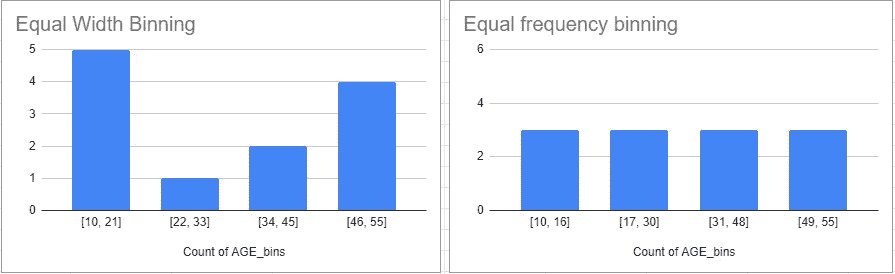 Equal Width Binning
5
4
3
2
1
0
[10, 21] [22, 33] [34, 45] [46, 55]
Count of AGE_bins
Equal frequency binning
6
4
2
0
[10, 16] [17, 30] [31, 48] [49, 55]
Count of AGE_bins